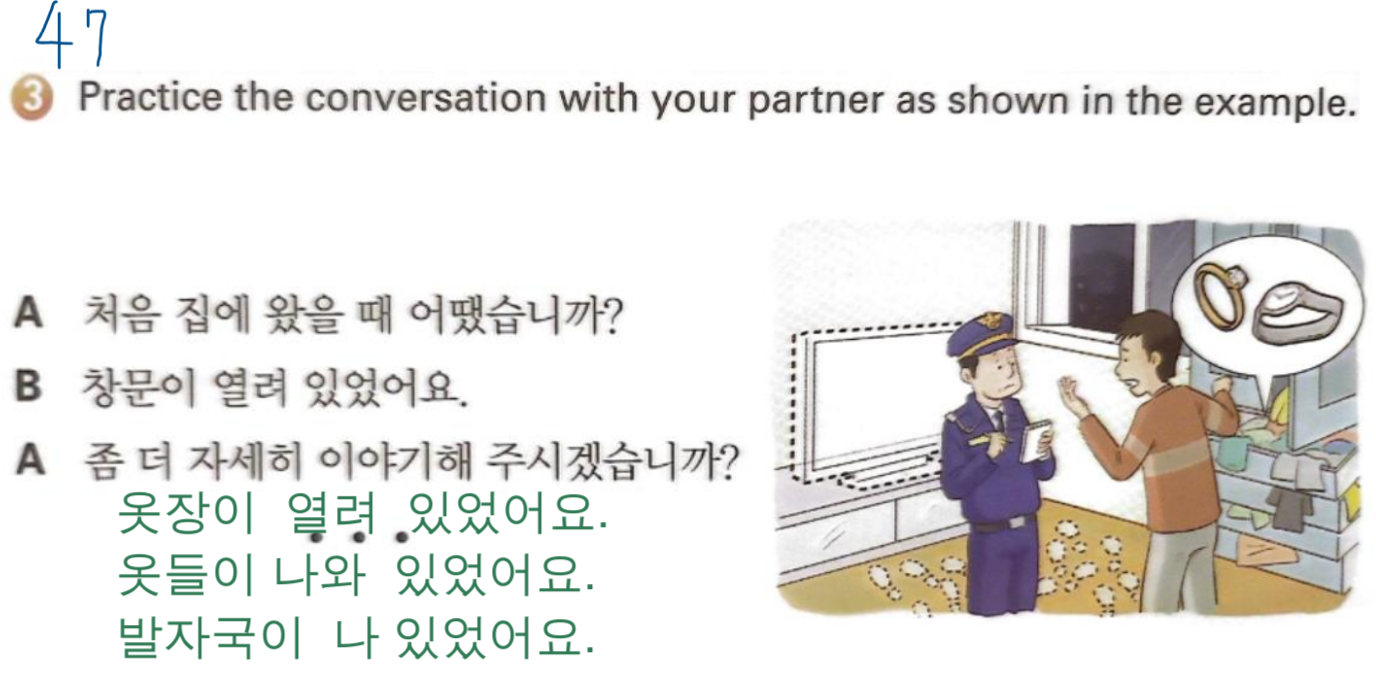 47
3 Practice the conversation with your partner as shown in the example.
A 처음 집에 왔을 때 어땠습니까?
B 창문이 열려 있었어요.
A 좀 더 자세히 이야기해 주시겠습니까?
옷장이 열려 있었어요.
• • •
옷들이 나와 있었어요.
발자국이 나 있었어요.